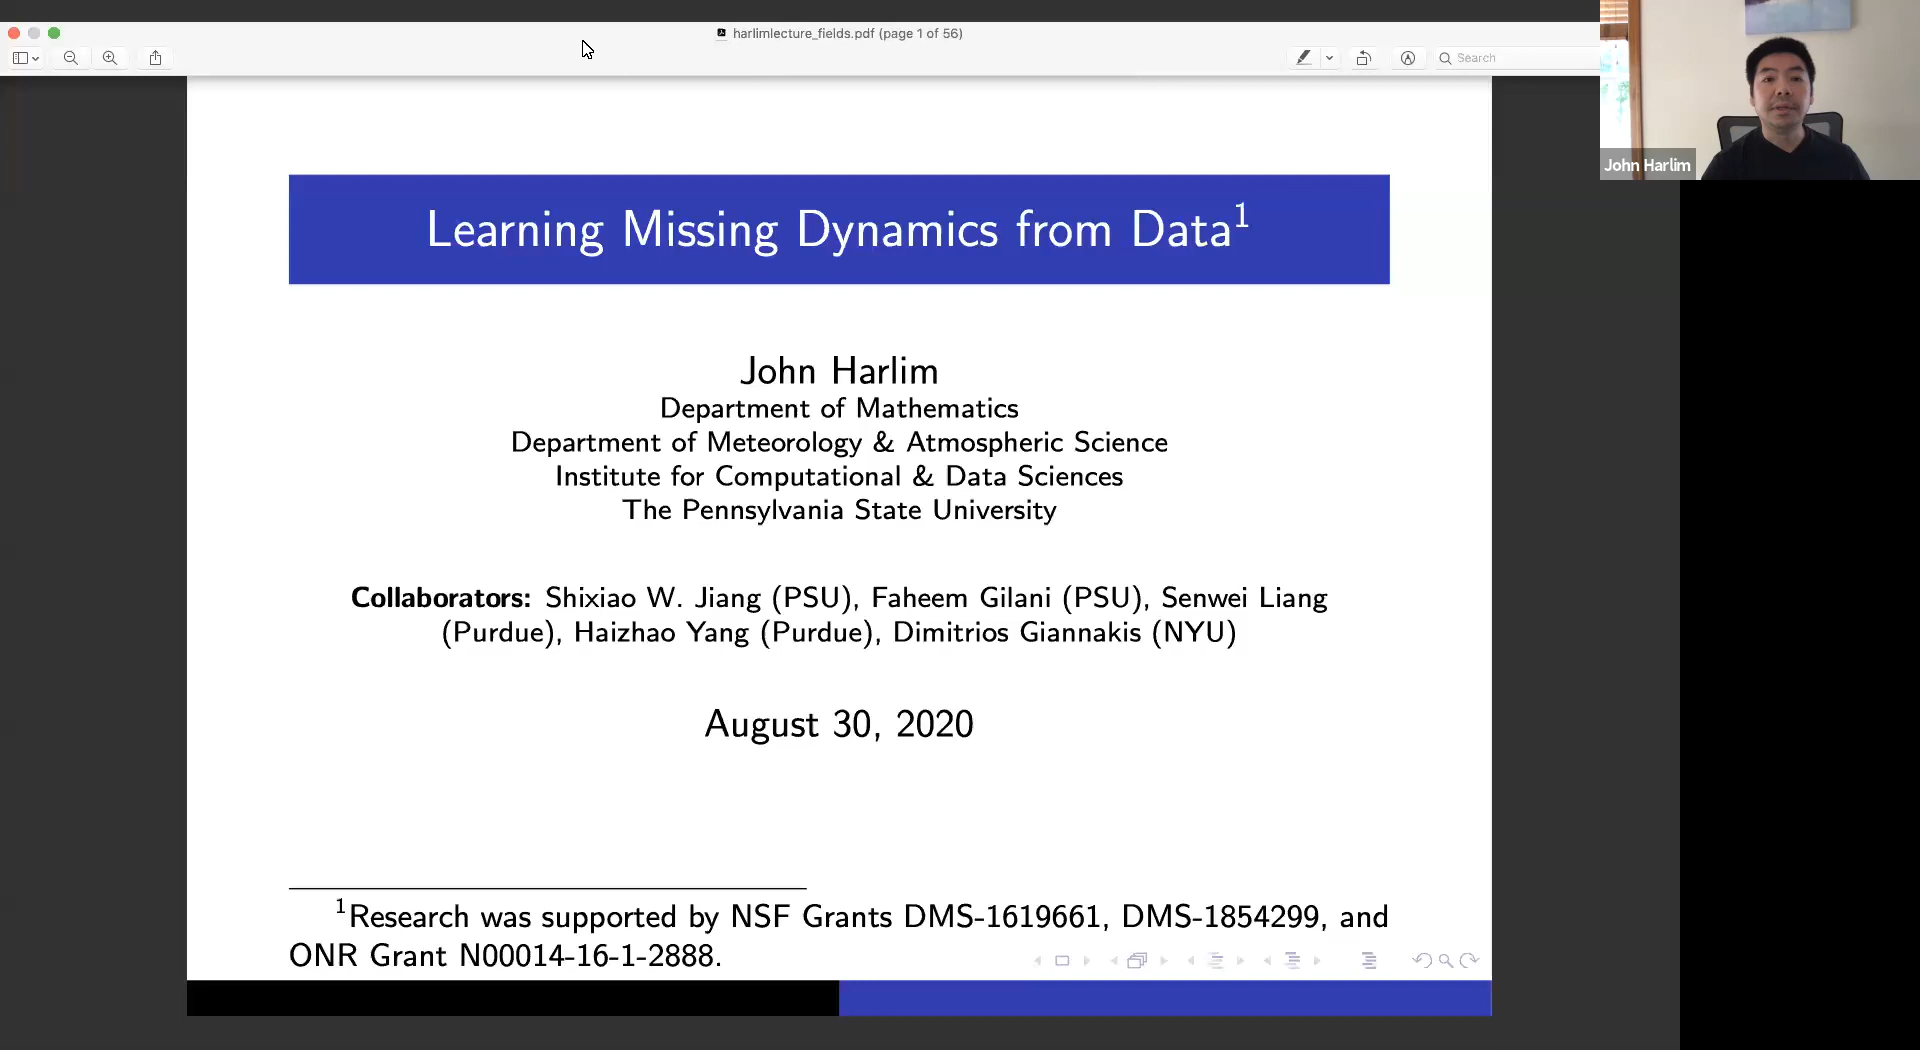 harlimlecture_fields.pdf (page 1 of 56)
Search
John Harlim
Learning Missing Dynamics from Data¹
John Harlim
Department of Mathematics
Department of Meteorology & Atmospheric Science
Institute for Computational & Data Sciences
The Pennsylvania State University
Collaborators: Shixiao W. Jiang (PSU), Faheem Gilani (PSU), Senwei Liang
(Purdue), Haizhao Yang (Purdue), Dimitrios Giannakis (NYU)
August 30, 2020
¹Research was supported by NSF Grants DMS-1619661, DMS-1854299, and
ONR Grant N00014-16-1-2888.